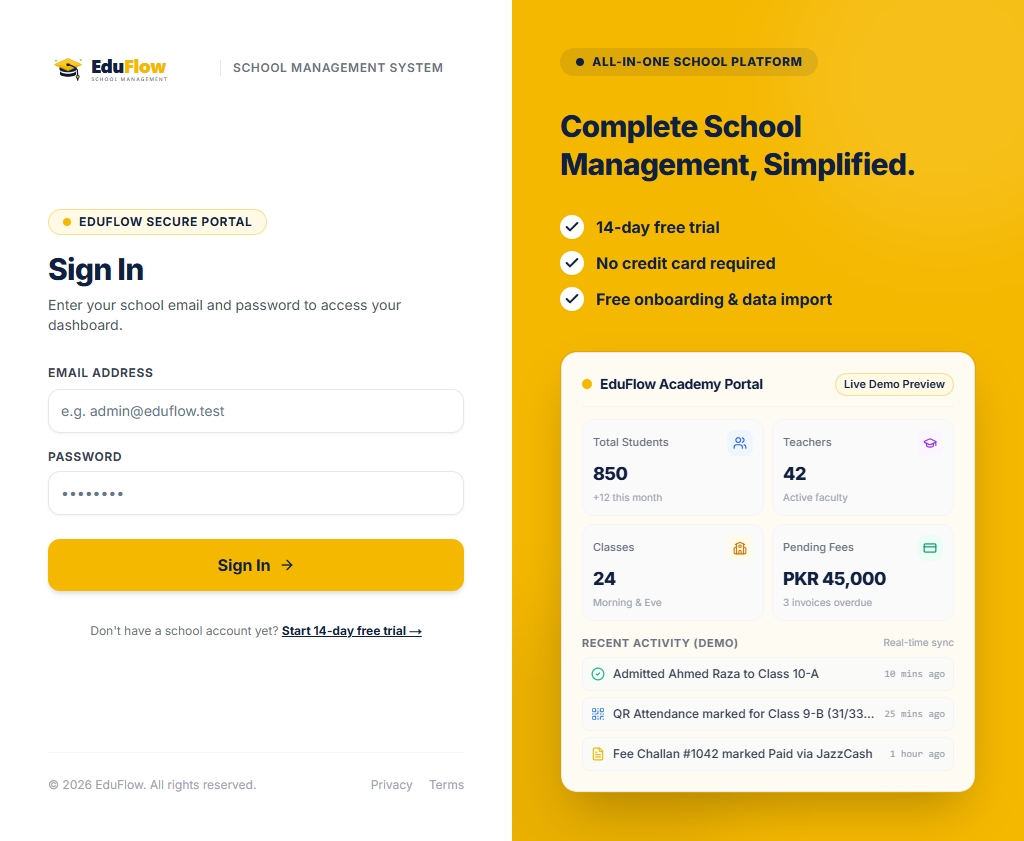 EduFlow
SCHOOL MANAGEMENT
SCHOOL MANAGEMENT SYSTEM
EDUFLOW SECURE PORTAL
Sign In
Enter your school email and password to access your
dashboard.
EMAIL ADDRESS
e.g. admin@eduflow.test
PASSWORD
••••••••
Sign In →
Don't have a school account yet? Start 14-day free trial →
© 2026 EduFlow. All rights reserved.
Privacy
Terms
ALL-IN-ONE SCHOOL PLATFORM
Complete School
Management, Simplified.
14-day free trial
No credit card required
Free onboarding & data import
EduFlow Academy Portal
Live Demo Preview
Total Students
850
+12 this month
Teachers
42
Active faculty
Classes
24
Morning & Eve
Pending Fees
PKR 45,000
3 invoices overdue
RECENT ACTIVITY (DEMO)
Real-time sync
Admitted Ahmed Raza to Class 10-A
10 mins ago
QR Attendance marked for Class 9-B (31/33...
25 mins ago
Fee Challan #1042 marked Paid via JazzCash
1 hour ago